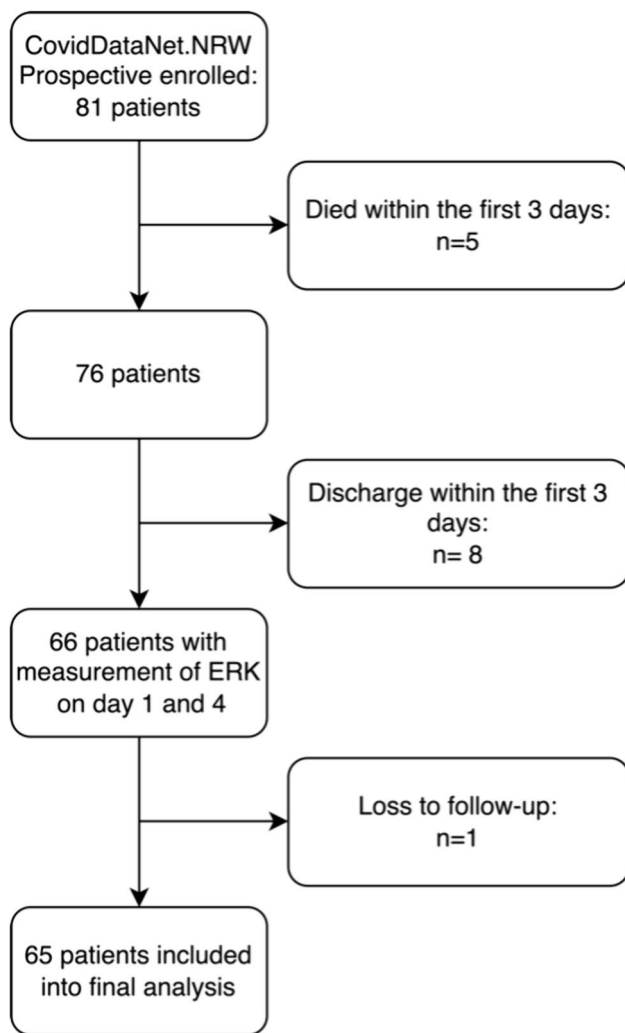 CovidDataNet.NRW
Prospective enrolled:
81 patients
Died within the first 3 days:
n=5
76 patients
Discharge within the first 3
days:
n= 8
66 patients with
measurement of ERK
on day 1 and 4
Loss to follow-up:
n=1
65 patients included
into final analysis